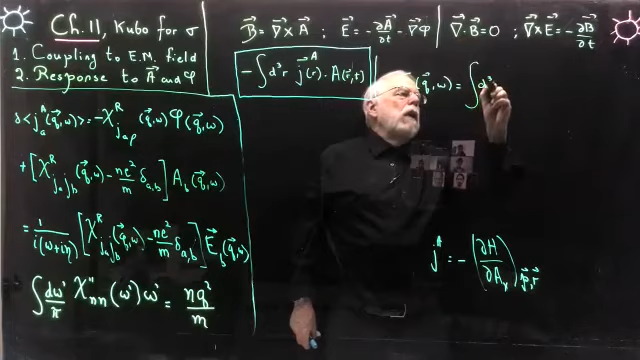 Ch.11, Kubo for σ
1. Coupling to E.M. field
2. Response to A⃗ and φ
B⃗ = ∇⃗ × A⃗ ; E⃗ = -∂A⃗/∂t - ∇⃗φ | ∇⃗·B⃗ = 0 ; ∇⃗×E⃗ = -∂B⃗/∂t
-∫d³r j⃗^A(r⃗)·A(r⃗,t)
(q⃗,ω) = ∫d³
δ<j_a^A(q⃗,ω)> = -χ^R_{j_a ρ}(q⃗,ω) φ(q⃗,ω)
+[χ^R_{j_a j_b}(q⃗,ω) - ne²/m δ_{a,b}] A_b(q⃗,ω)
= 1/i(ω+iη) [χ^R_{j_a j_b}(q⃗,ω) - ne²/m δ_{a,b}] E⃗_b(q⃗,ω)
∫dω'/π χ''_{nn}(ω')ω' = nq²/m
j^A = -(∂H/∂A_γ)_{p⃗,r⃗}